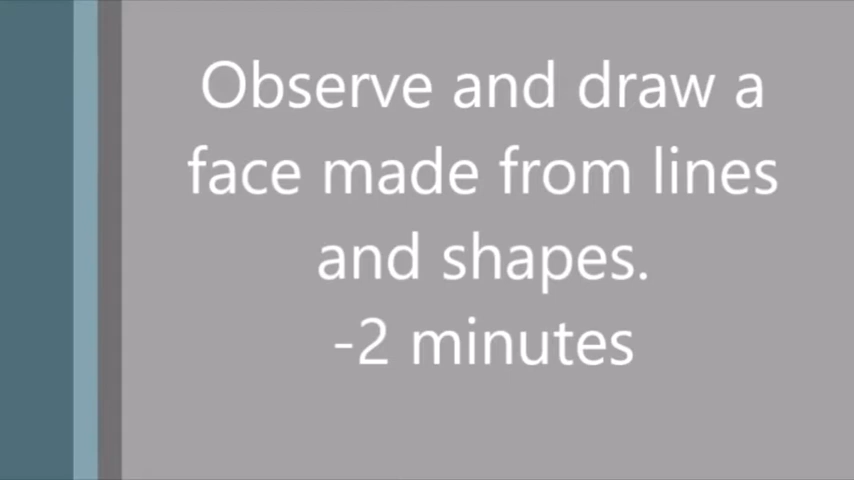 Observe and draw a
face made from lines
and shapes.
-2 minutes